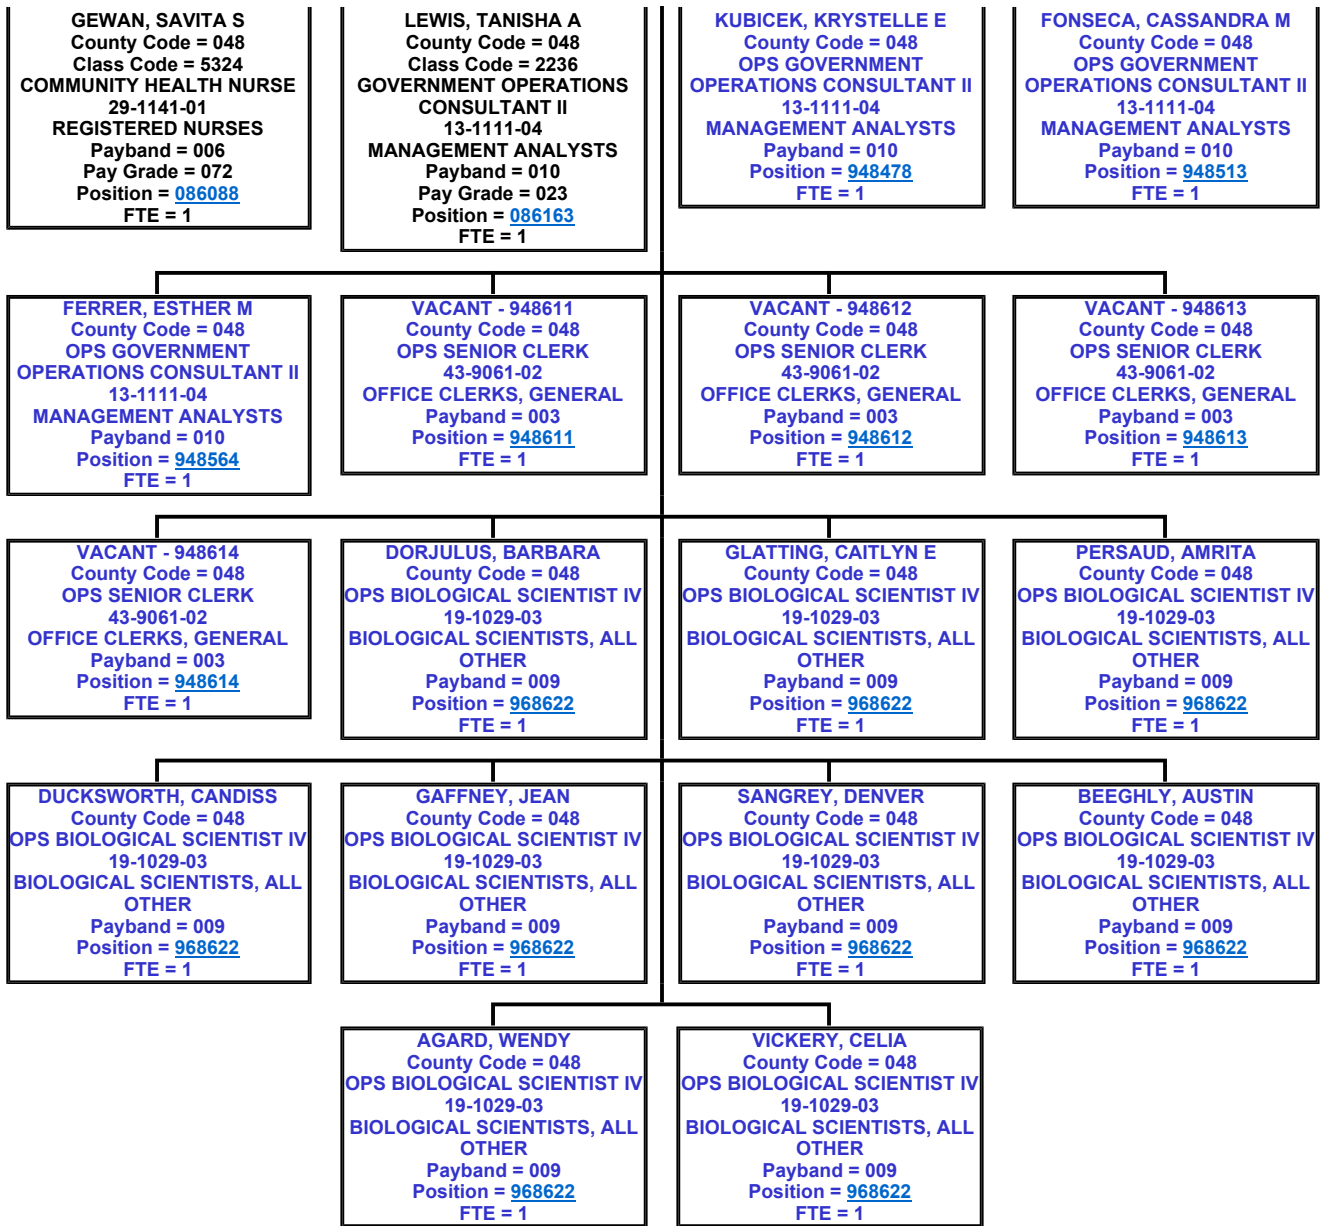 GEWAN, SAVITA S
County Code = 048
Class Code = 5324
COMMUNITY HEALTH NURSE
29-1141-01
REGISTERED NURSES
Payband = 006
Pay Grade = 072
Position = 086088
FTE = 1
LEWIS, TANISHA A
County Code = 048
Class Code = 2236
GOVERNMENT OPERATIONS
CONSULTANT II
13-1111-04
MANAGEMENT ANALYSTS
Payband = 010
Pay Grade = 023
Position = 086163
FTE = 1
KUBICEK, KRYSTELLE E
County Code = 048
OPS GOVERNMENT
OPERATIONS CONSULTANT II
13-1111-04
MANAGEMENT ANALYSTS
Payband = 010
Position = 948478
FTE = 1
FONSECA, CASSANDRA M
County Code = 048
OPS GOVERNMENT
OPERATIONS CONSULTANT II
13-1111-04
MANAGEMENT ANALYSTS
Payband = 010
Position = 948513
FTE = 1
FERRER, ESTHER M
County Code = 048
OPS GOVERNMENT
OPERATIONS CONSULTANT II
13-1111-04
MANAGEMENT ANALYSTS
Payband = 010
Position = 948564
FTE = 1
VACANT - 948611
County Code = 048
OPS SENIOR CLERK
43-9061-02
OFFICE CLERKS, GENERAL
Payband = 003
Position = 948611
FTE = 1
VACANT - 948612
County Code = 048
OPS SENIOR CLERK
43-9061-02
OFFICE CLERKS, GENERAL
Payband = 003
Position = 948612
FTE = 1
VACANT - 948613
County Code = 048
OPS SENIOR CLERK
43-9061-02
OFFICE CLERKS, GENERAL
Payband = 003
Position = 948613
FTE = 1
VACANT - 948614
County Code = 048
OPS SENIOR CLERK
43-9061-02
OFFICE CLERKS, GENERAL
Payband = 003
Position = 948614
FTE = 1
DORJULUS, BARBARA
County Code = 048
OPS BIOLOGICAL SCIENTIST IV
19-1029-03
BIOLOGICAL SCIENTISTS, ALL
OTHER
Payband = 009
Position = 968622
FTE = 1
GLATTING, CAITLYN E
County Code = 048
OPS BIOLOGICAL SCIENTIST IV
19-1029-03
BIOLOGICAL SCIENTISTS, ALL
OTHER
Payband = 009
Position = 968622
FTE = 1
PERSAUD, AMRITA
County Code = 048
OPS BIOLOGICAL SCIENTIST IV
19-1029-03
BIOLOGICAL SCIENTISTS, ALL
OTHER
Payband = 009
Position = 968622
FTE = 1
DUCKSWORTH, CANDISS
County Code = 048
OPS BIOLOGICAL SCIENTIST IV
19-1029-03
BIOLOGICAL SCIENTISTS, ALL
OTHER
Payband = 009
Position = 968622
FTE = 1
GAFFNEY, JEAN
County Code = 048
OPS BIOLOGICAL SCIENTIST IV
19-1029-03
BIOLOGICAL SCIENTISTS, ALL
OTHER
Payband = 009
Position = 968622
FTE = 1
SANGREY, DENVER
County Code = 048
OPS BIOLOGICAL SCIENTIST IV
19-1029-03
BIOLOGICAL SCIENTISTS, ALL
OTHER
Payband = 009
Position = 968622
FTE = 1
BEEGHLY, AUSTIN
County Code = 048
OPS BIOLOGICAL SCIENTIST IV
19-1029-03
BIOLOGICAL SCIENTISTS, ALL
OTHER
Payband = 009
Position = 968622
FTE = 1
AGARD, WENDY
County Code = 048
OPS BIOLOGICAL SCIENTIST IV
19-1029-03
BIOLOGICAL SCIENTISTS, ALL
OTHER
Payband = 009
Position = 968622
FTE = 1
VICKERY, CELIA
County Code = 048
OPS BIOLOGICAL SCIENTIST IV
19-1029-03
BIOLOGICAL SCIENTISTS, ALL
OTHER
Payband = 009
Position = 968622
FTE = 1